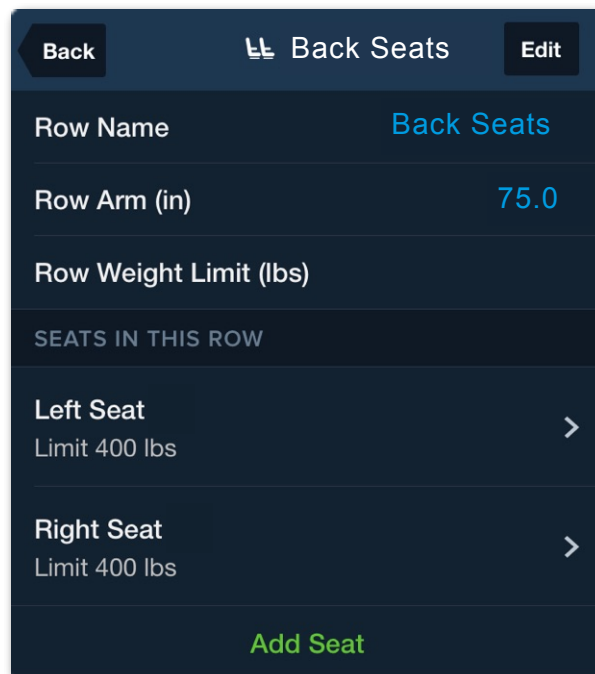 Back Back Seats Edit
Row Name Back Seats
Row Arm (in) 75.0
Row Weight Limit (lbs)
SEATS IN THIS ROW
Left Seat
Limit 400 lbs
Right Seat
Limit 400 lbs
Add Seat